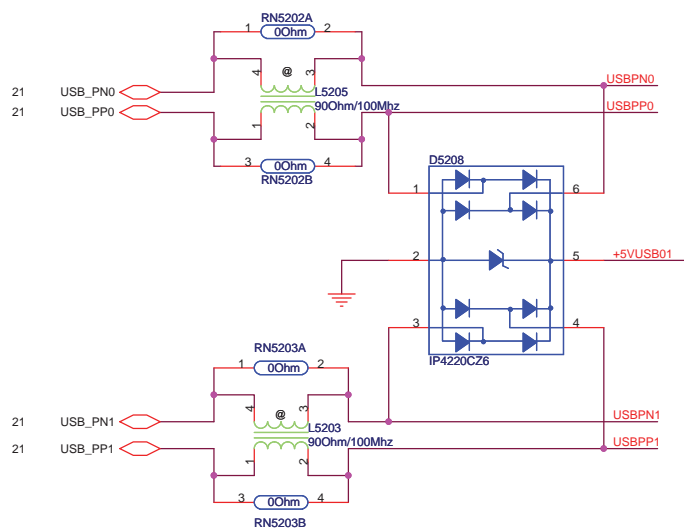 RN5202A
1 2
0Ohm
4 @ 3
21 USB_PN0 L5205 USBPN0
21 USB_PP0 90Ohm/100Mhz USBPP0
1 2
3 0Ohm 4
RN5202B
D5208
1 6
2 5 +5VUSB01
3 4
IP4220CZ6
RN5203A
1 2
0Ohm
4 @ 3
21 USB_PN1 L5203 USBPN1
21 USB_PP1 90Ohm/100Mhz USBPP1
1 2
3 0Ohm 4
RN5203B